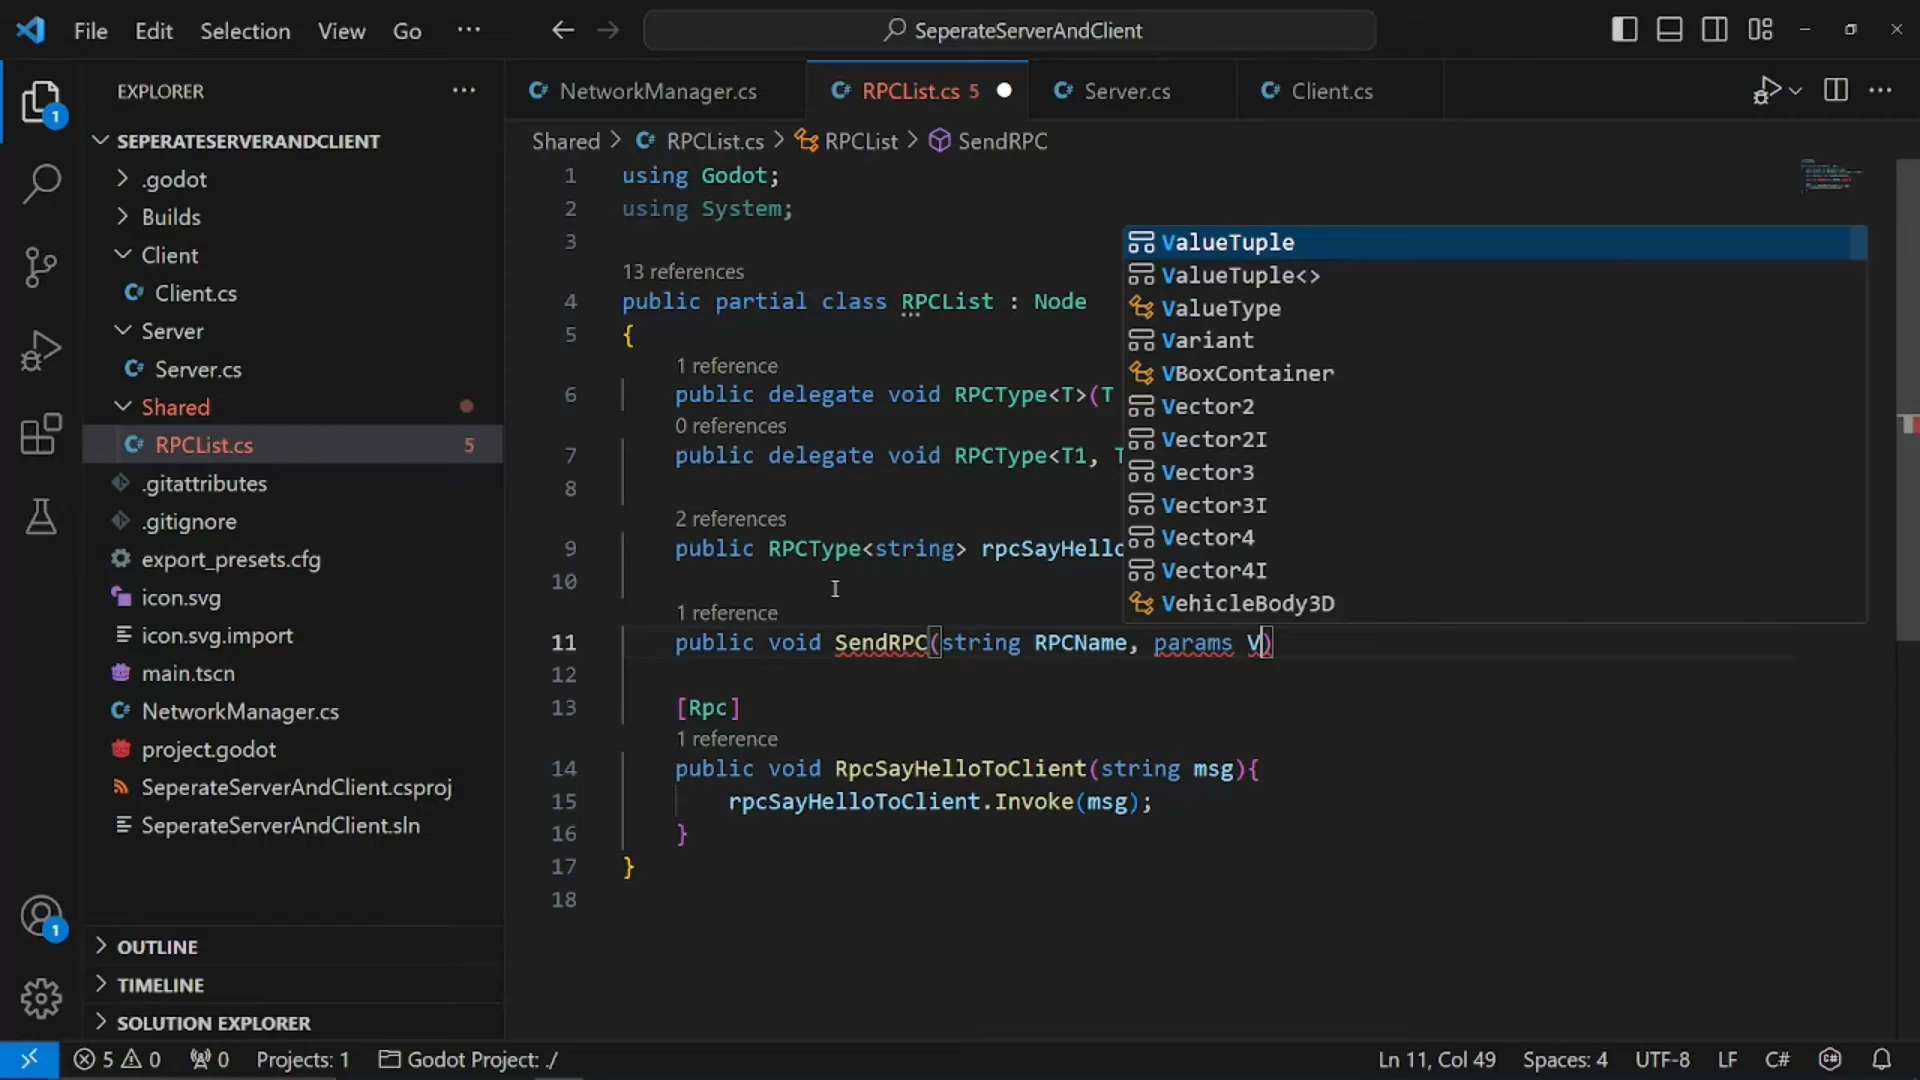 File Edit Selection View Go ···
SeperateServerAndClient
EXPLORER
SEPERATESERVERANDCLIENT
.godot
Builds
Client
Client.cs
Server
Server.cs
Shared
RPCList.cs 5
.gitattributes
.gitignore
export_presets.cfg
icon.svg
icon.svg.import
main.tscn
NetworkManager.cs
project.godot
SeperateServerAndClient.csproj
SeperateServerAndClient.sln
OUTLINE
TIMELINE
SOLUTION EXPLORER
1
1
NetworkManager.cs RPCList.cs 5 Server.cs Client.cs
Shared > RPCList.cs > RPCList > SendRPC
1 using Godot;
2 using System;
3
13 references
4 public partial class RPCList : Node
5 {
1 reference
6 public delegate void RPCType<T>(T
0 references
7 public delegate void RPCType<T1, T
8
2 references
9 public RPCType<string> rpcSayHello
10
1 reference
11 public void SendRPC(string RPCName, params V)
12
13 [Rpc]
1 reference
14 public void RpcSayHelloToClient(string msg){
15 rpcSayHelloToClient.Invoke(msg);
16 }
17 }
18
ValueTuple
ValueTuple<>
ValueType
Variant
VBoxContainer
Vector2
Vector2I
Vector3
Vector3I
Vector4
Vector4I
VehicleBody3D
5 0 0 Projects: 1 Godot Project: ./ Ln 11, Col 49 Spaces: 4 UTF-8 LF C#